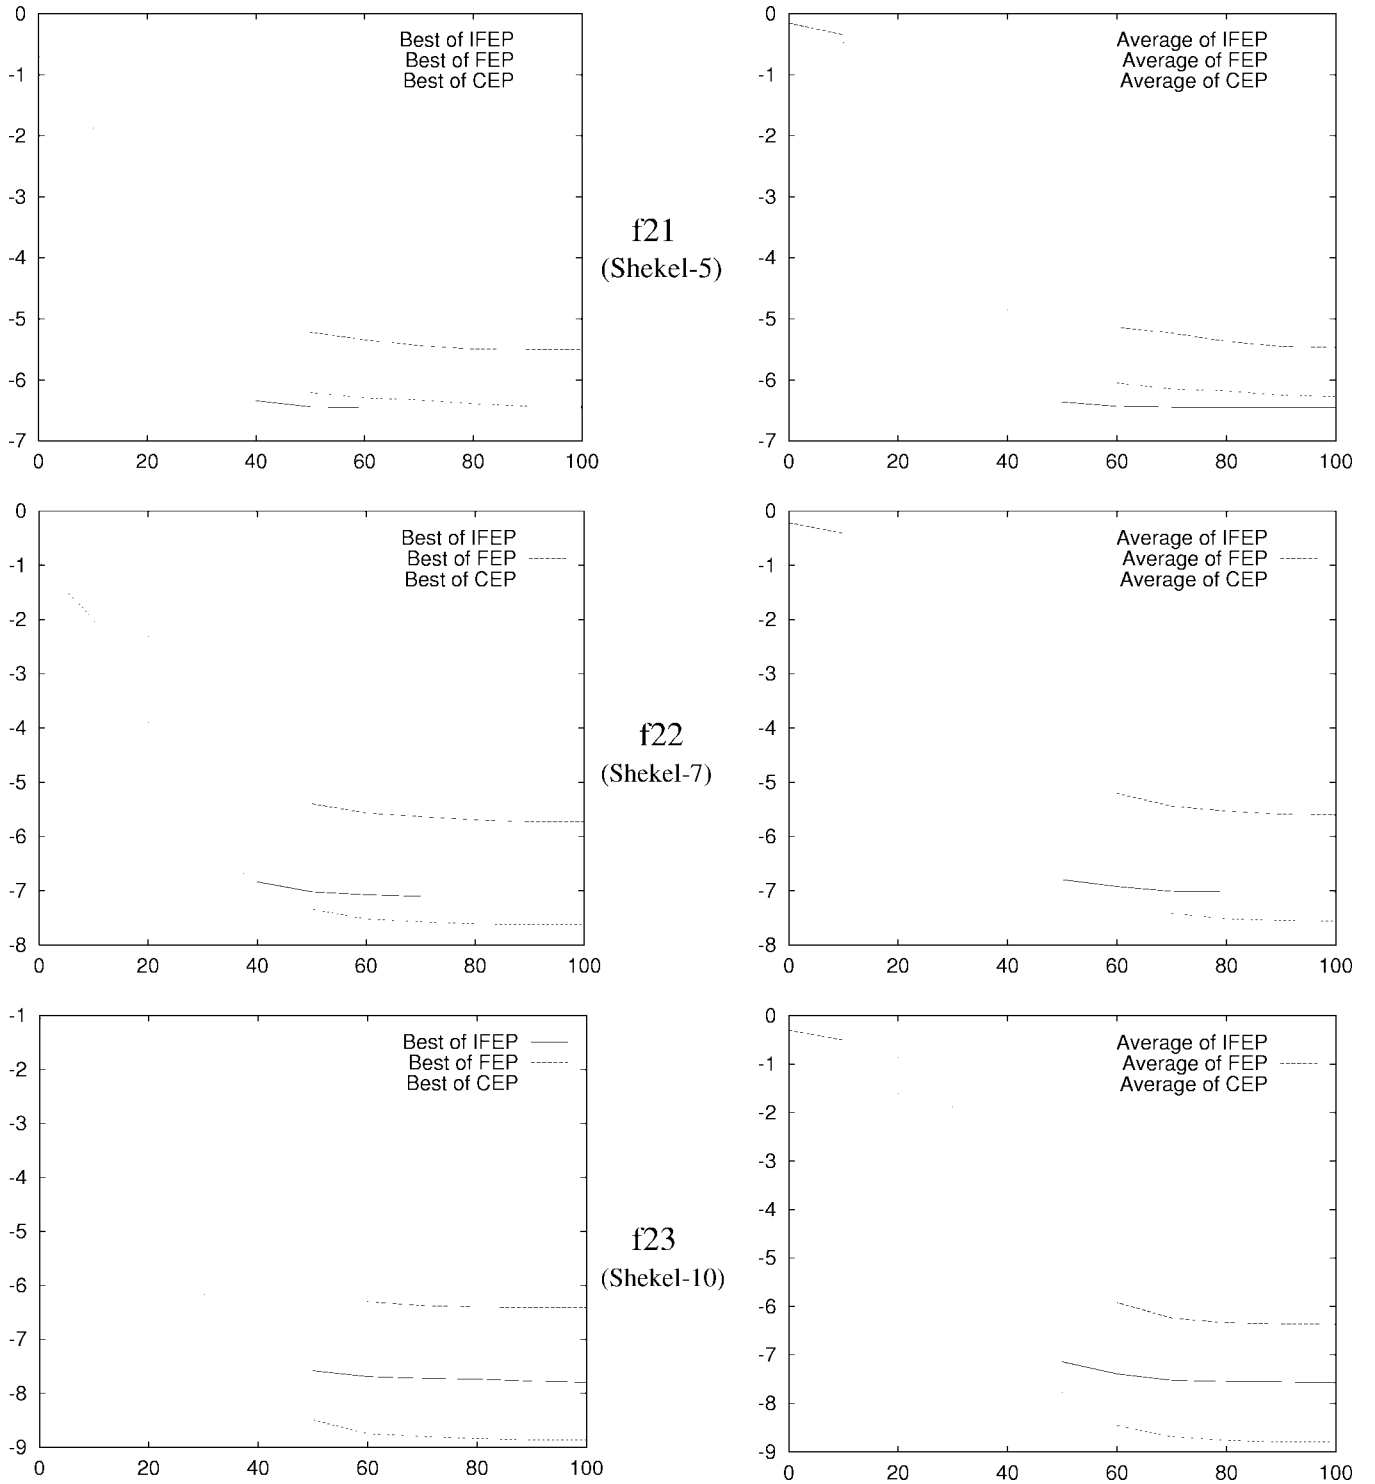 0
-1
-2
-3
-4
-5
-6
-7
0 20 40 60 80 100
Best of IFEP
Best of FEP
Best of CEP
f21
(Shekel-5)
0
-1
-2
-3
-4
-5
-6
-7
0 20 40 60 80 100
Average of IFEP
Average of FEP
Average of CEP
0
-1
-2
-3
-4
-5
-6
-7
-8
0 20 40 60 80 100
Best of IFEP
Best of FEP
Best of CEP
f22
(Shekel-7)
0
-1
-2
-3
-4
-5
-6
-7
-8
0 20 40 60 80 100
Average of IFEP
Average of FEP
Average of CEP
-1
-2
-3
-4
-5
-6
-7
-8
-9
0 20 40 60 80 100
Best of IFEP
Best of FEP
Best of CEP
f23
(Shekel-10)
0
-1
-2
-3
-4
-5
-6
-7
-8
-9
0 20 40 60 80 100
Average of IFEP
Average of FEP
Average of CEP